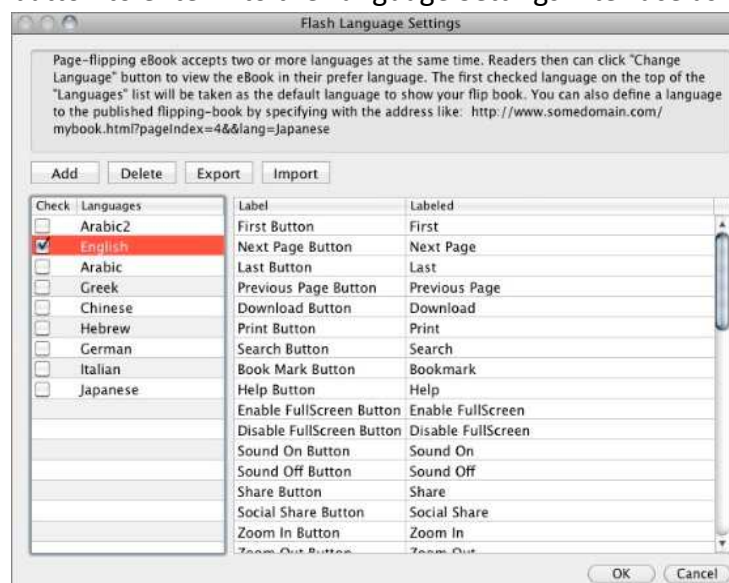 Flash Language Settings
Page-flipping eBook accepts two or more languages at the same time. Readers then can click "Change
Language" button to view the eBook in their prefer language. The first checked language on the top of the
"Languages" list will be taken as the default language to show your flip book. You can also define a language
to the published flipping-book by specifying with the address like: http://www.somedomain.com/
mybook.html?pageIndex=4&&lang=Japanese
Add Delete Export Import
Check Languages Label Labeled
Arabic2 First Button First
English Next Page Button Next Page
Arabic Last Button Last
Greek Previous Page Button Previous Page
Chinese Download Button Download
Hebrew Print Button Print
German Search Button Search
Italian Book Mark Button Bookmark
Japanese Help Button Help
Enable FullScreen Button Enable FullScreen
Disable FullScreen Button Disable FullScreen
Sound On Button Sound On
Sound Off Button Sound Off
Share Button Share
Social Share Button Social Share
Zoom In Button Zoom In
Zoom Out Button Zoom Out
OK Cancel